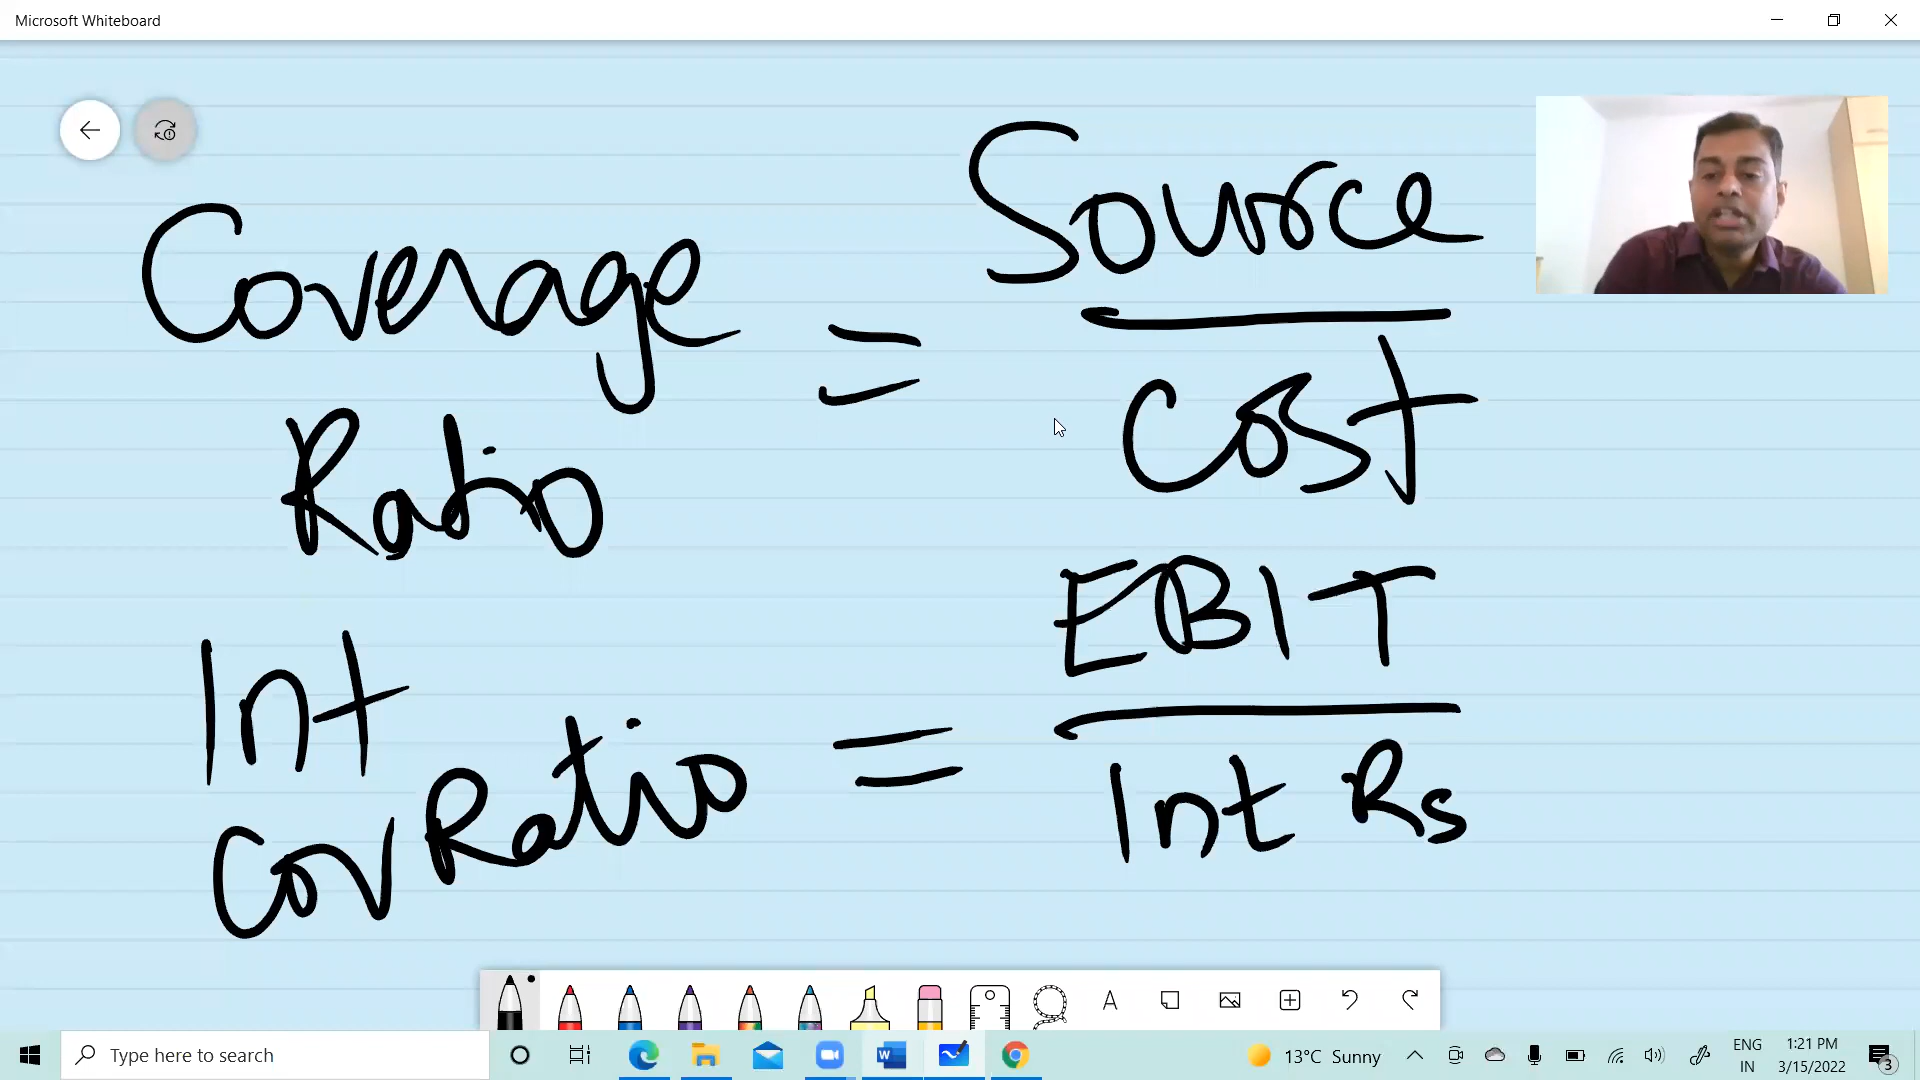 Microsoft Whiteboard
Coverage Ratio = Source / Cost
Int Cov Ratio = EBIT / Int Rs
Type here to search
13°C Sunny
ENG
IN
1:21 PM
3/15/2022
3